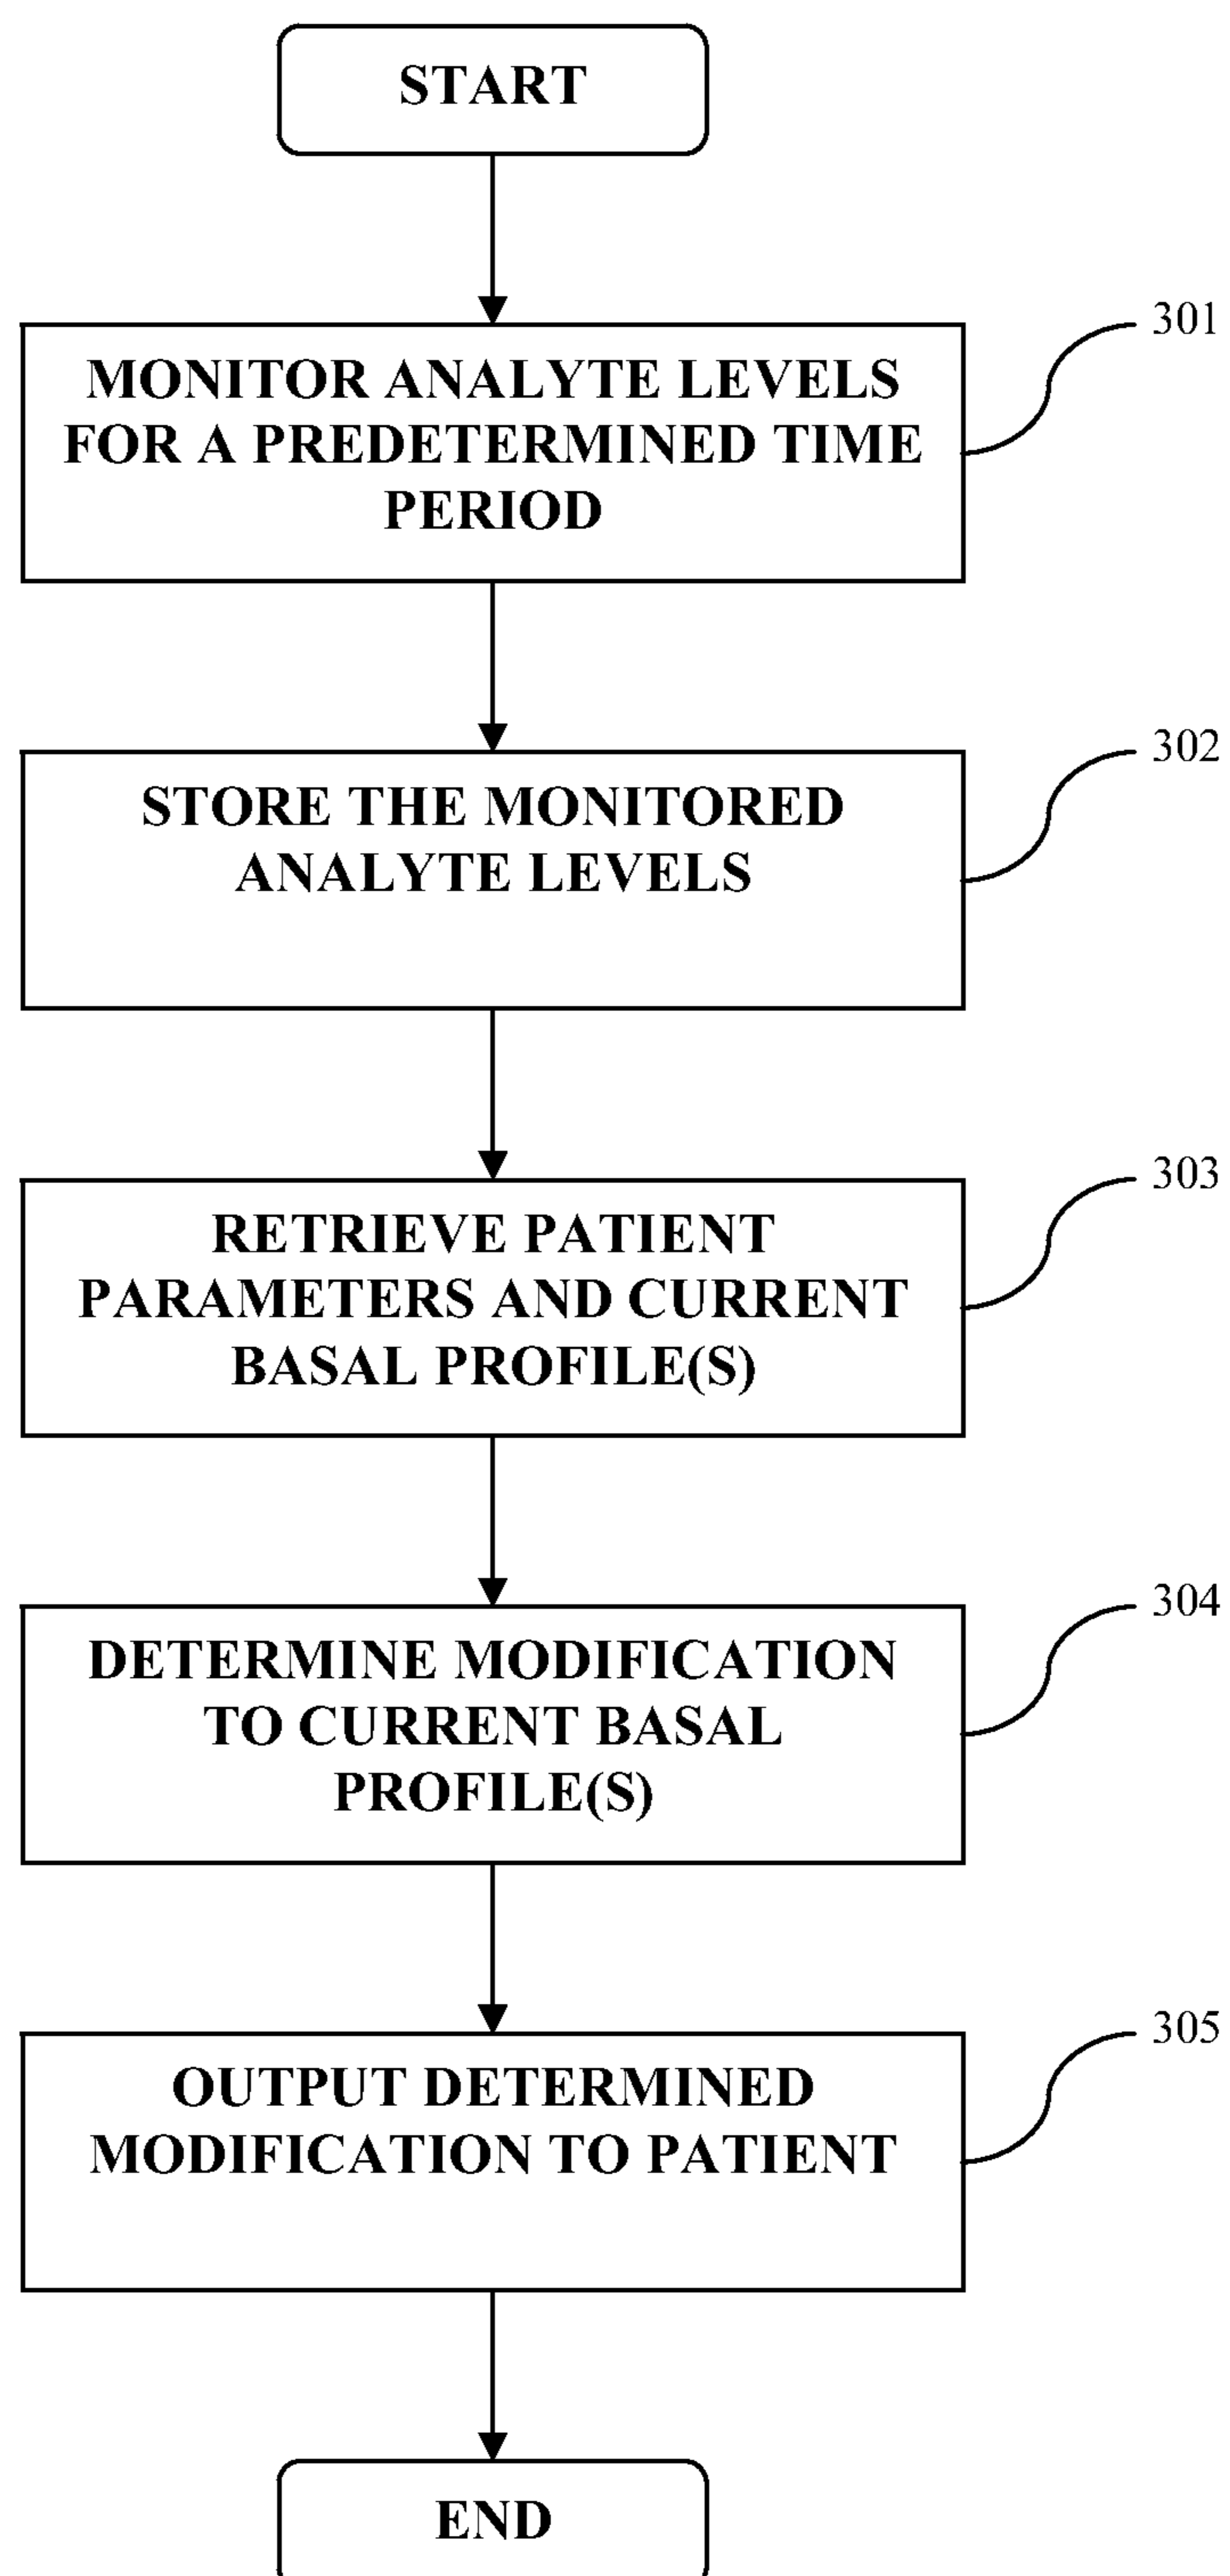 START
301
MONITOR ANALYTE LEVELS
FOR A PREDETERMINED TIME
PERIOD
302
STORE THE MONITORED
ANALYTE LEVELS
303
RETRIEVE PATIENT
PARAMETERS AND CURRENT
BASAL PROFILE(S)
304
DETERMINE MODIFICATION
TO CURRENT BASAL
PROFILE(S)
305
OUTPUT DETERMINED
MODIFICATION TO PATIENT
END